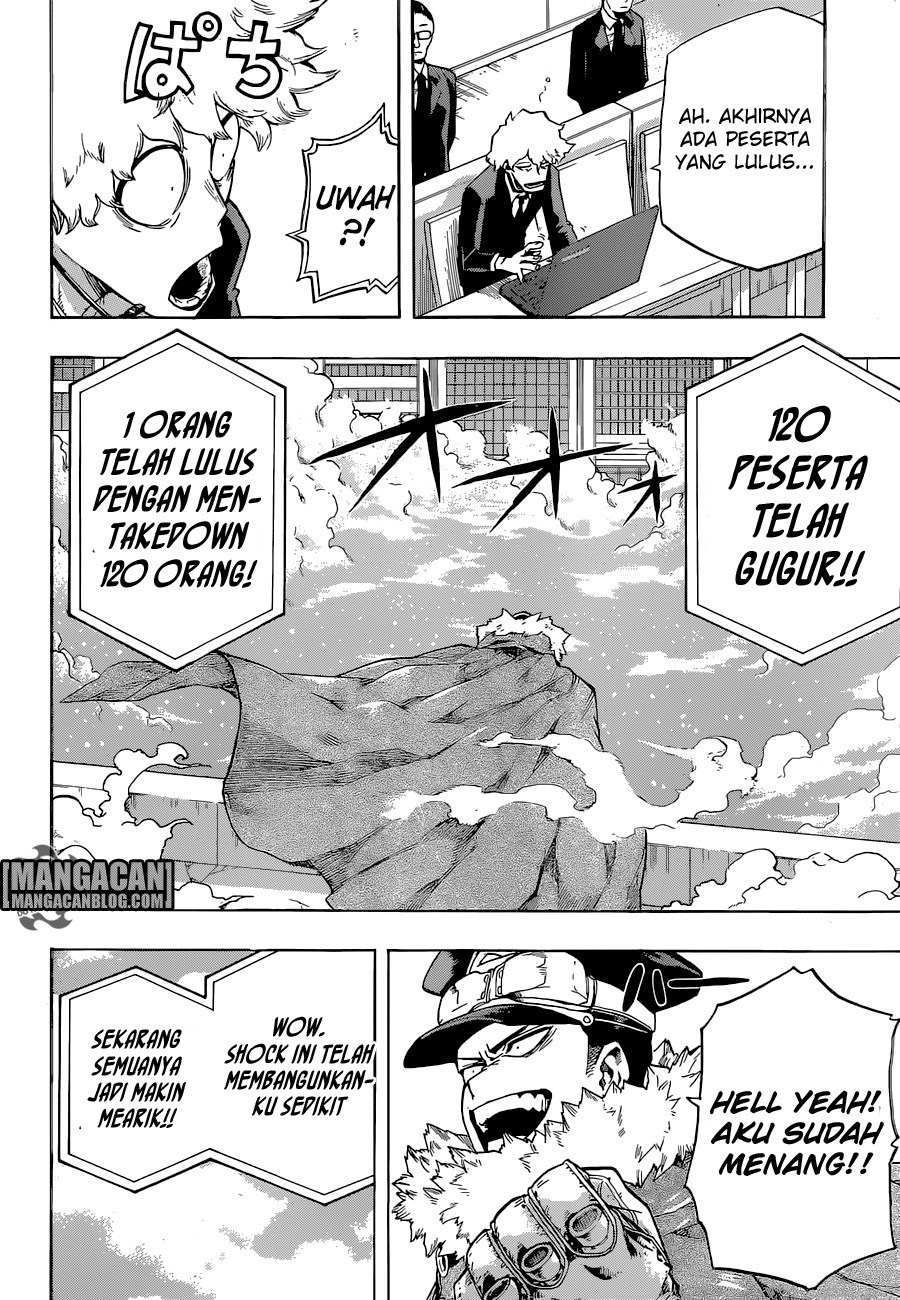 AH. AKHIRNYA
ADA PESERTA
YANG LULUS...
ぱち
UWAH
?!
120
PESERTA
TELAH
GUGUR!!
1 ORANG
TELAH LULUS
DENGAN MEN-
TAKEDOWN
120 ORANG!
MANGACAN
MANGACANBLOG.COM
HELL YEAH!
AKU SUDAH
MENANG!!
WOW.
SHOCK INI TELAH
MEMBANGUNKAN-
KU SEDIKIT
SEKARANG
SEMUANYA
JADI MAKIN
MEARIK!!